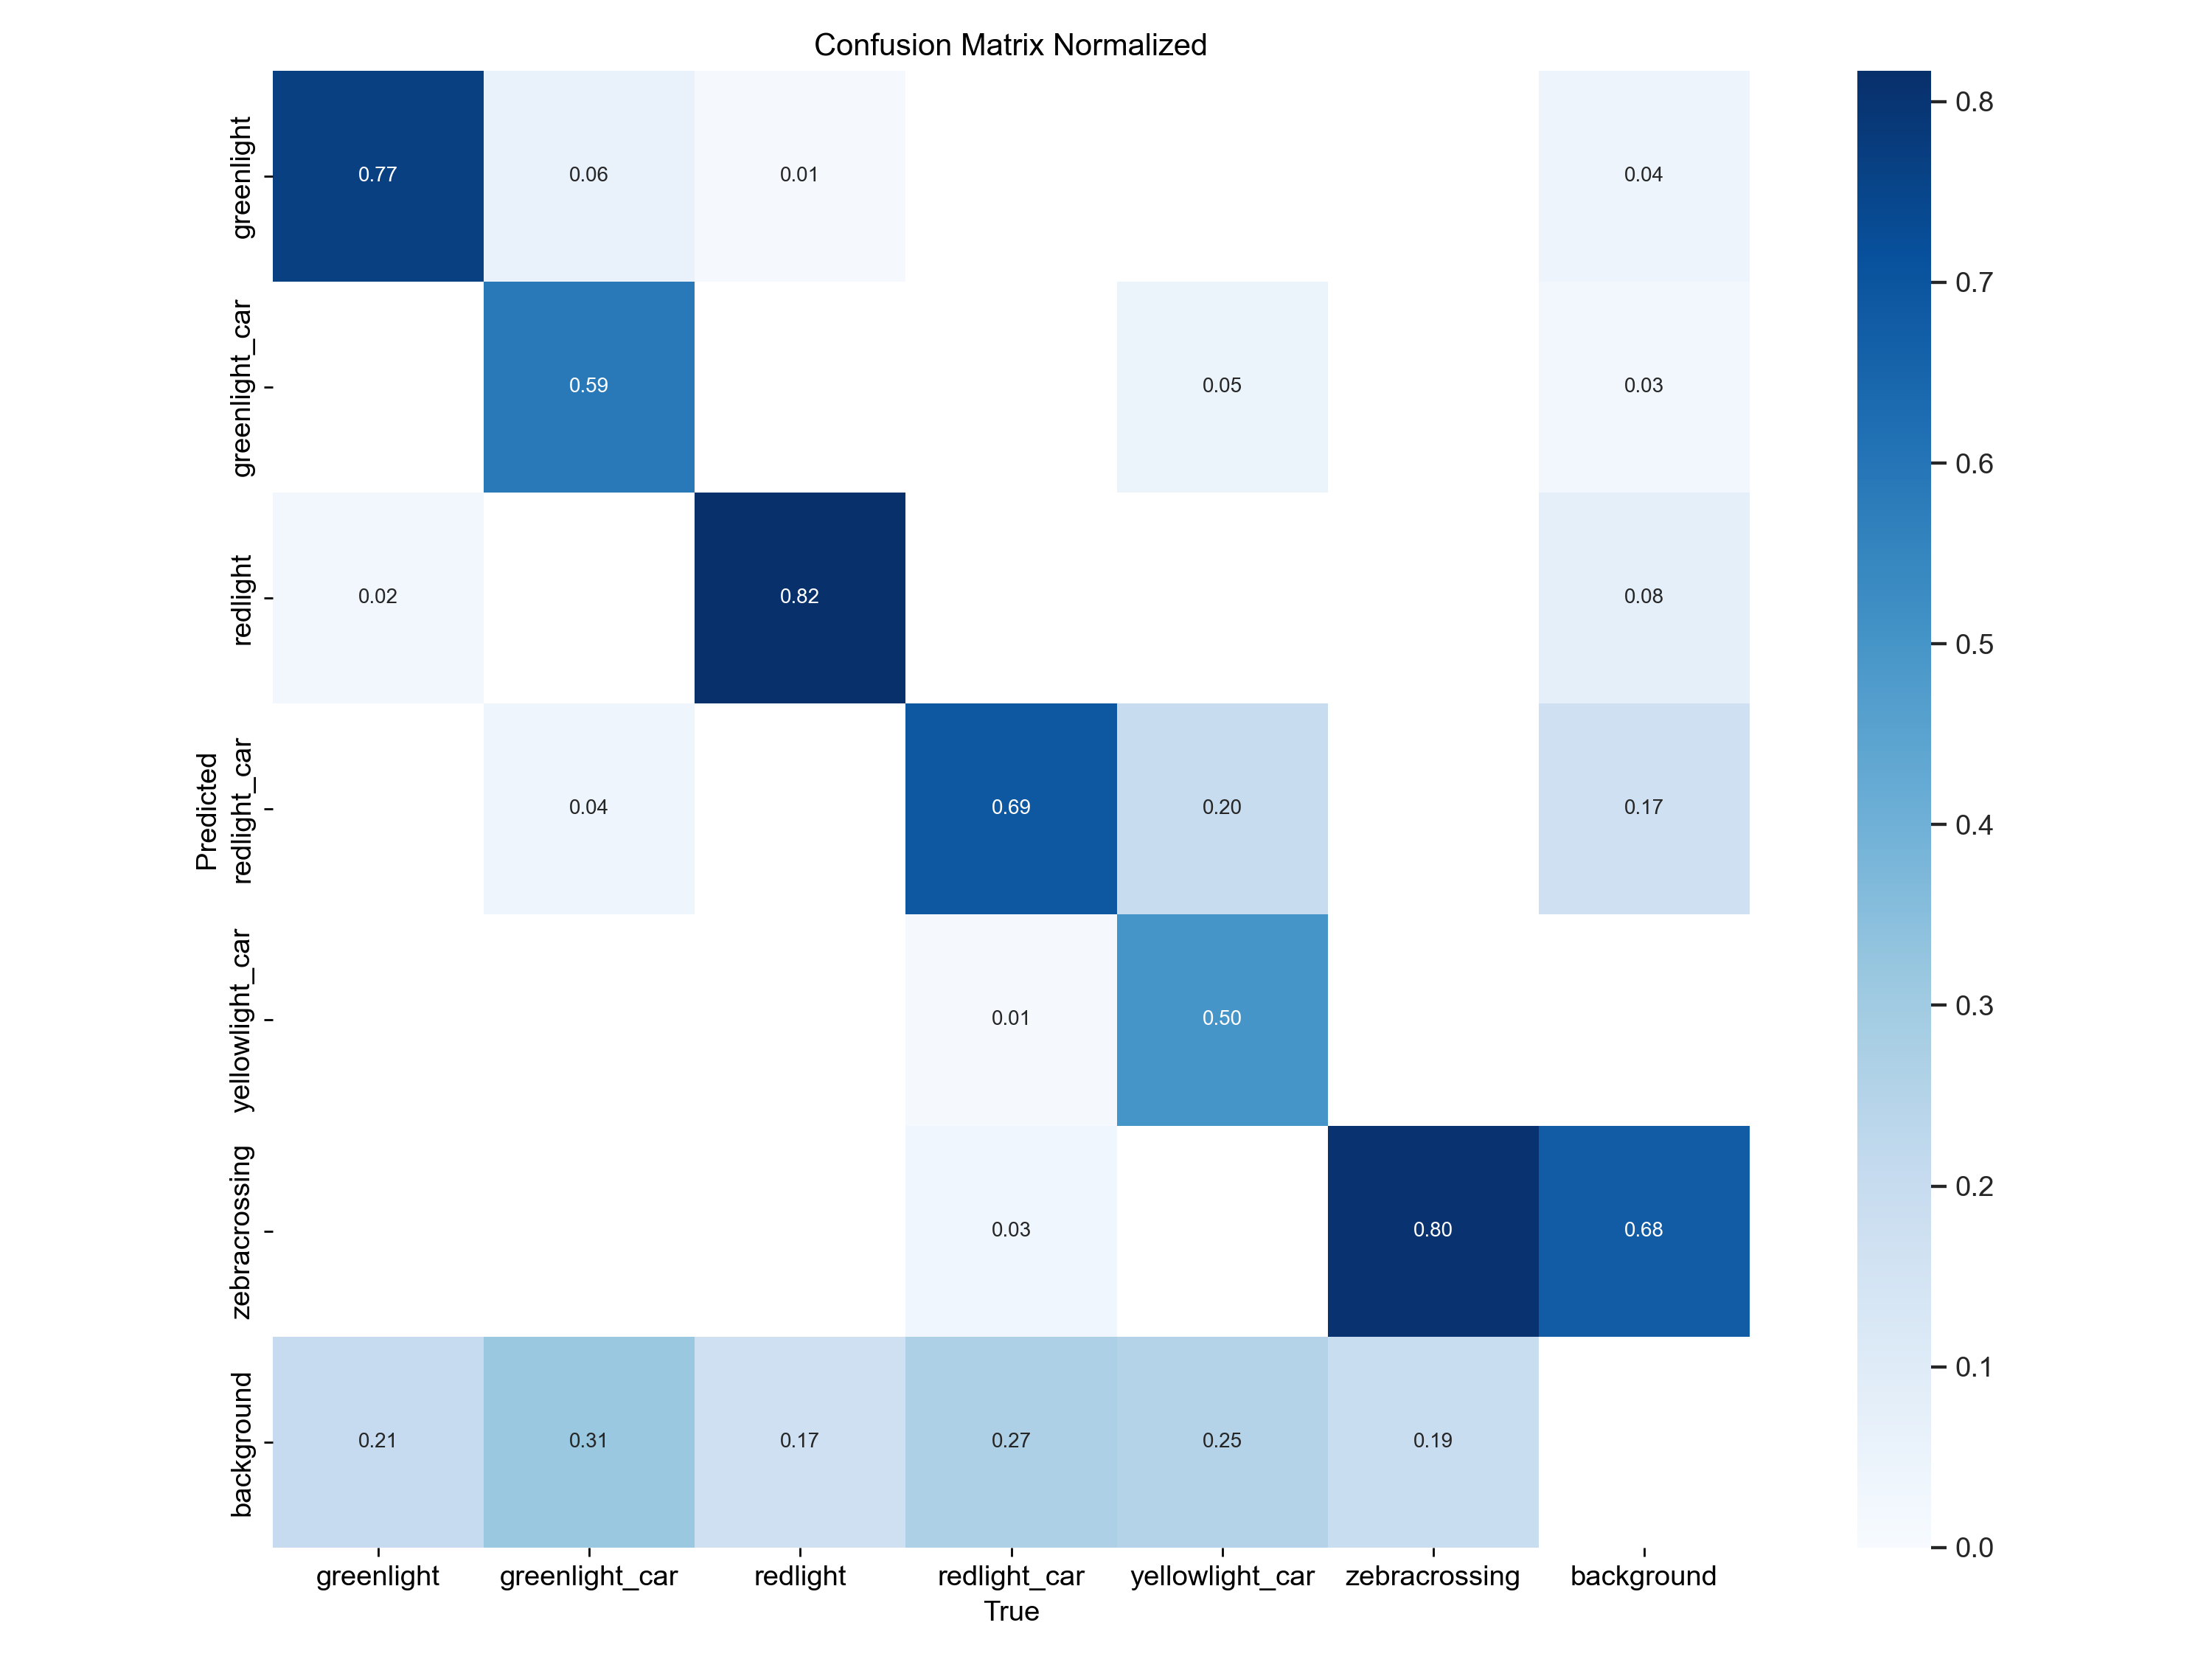 Confusion Matrix Normalized
Predicted
greenlight
0.77
0.06
0.01
0.04
greenlight_car
0.59
0.05
0.03
redlight
0.02
0.82
0.08
redlight_car
0.04
0.69
0.20
0.17
yellowlight_car
0.01
0.50
zebracrossing
0.03
0.80
0.68
background
0.21
0.31
0.17
0.27
0.25
0.19
greenlight
greenlight_car
redlight
redlight_car
yellowlight_car
zebracrossing
background
True
0.8
0.7
0.6
0.5
0.4
0.3
0.2
0.1
0.0